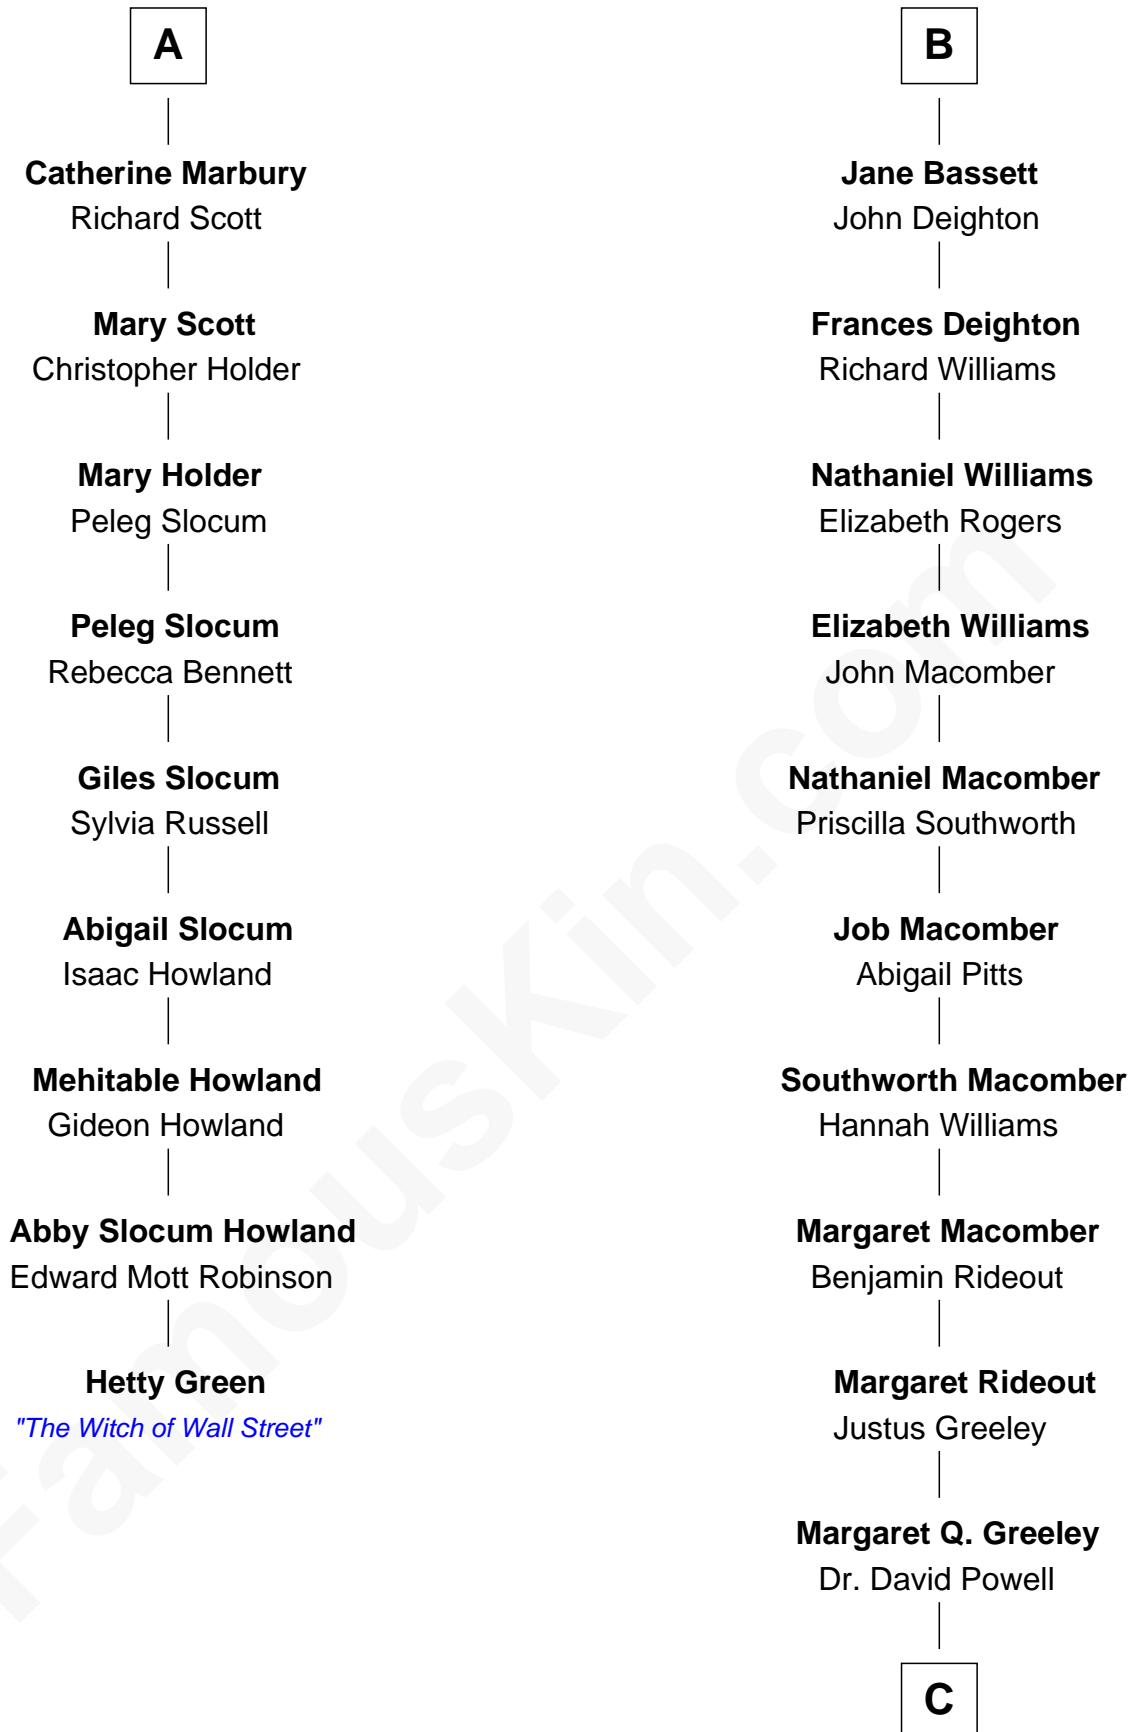 A
Catherine Marbury
Richard Scott
Mary Scott
Christopher Holder
Mary Holder
Peleg Slocum
Peleg Slocum
Rebecca Bennett
Giles Slocum
Sylvia Russell
Abigail Slocum
Isaac Howland
Mehitable Howland
Gideon Howland
Abby Slocum Howland
Edward Mott Robinson
Hetty Green
"The Witch of Wall Street"
B
Jane Bassett
John Deighton
Frances Deighton
Richard Williams
Nathaniel Williams
Elizabeth Rogers
Elizabeth Williams
John Macomber
Nathaniel Macomber
Priscilla Southworth
Job Macomber
Abigail Pitts
Southworth Macomber
Hannah Williams
Margaret Macomber
Benjamin Rideout
Margaret Rideout
Justus Greeley
Margaret Q. Greeley
Dr. David Powell
C
FamousKin.com